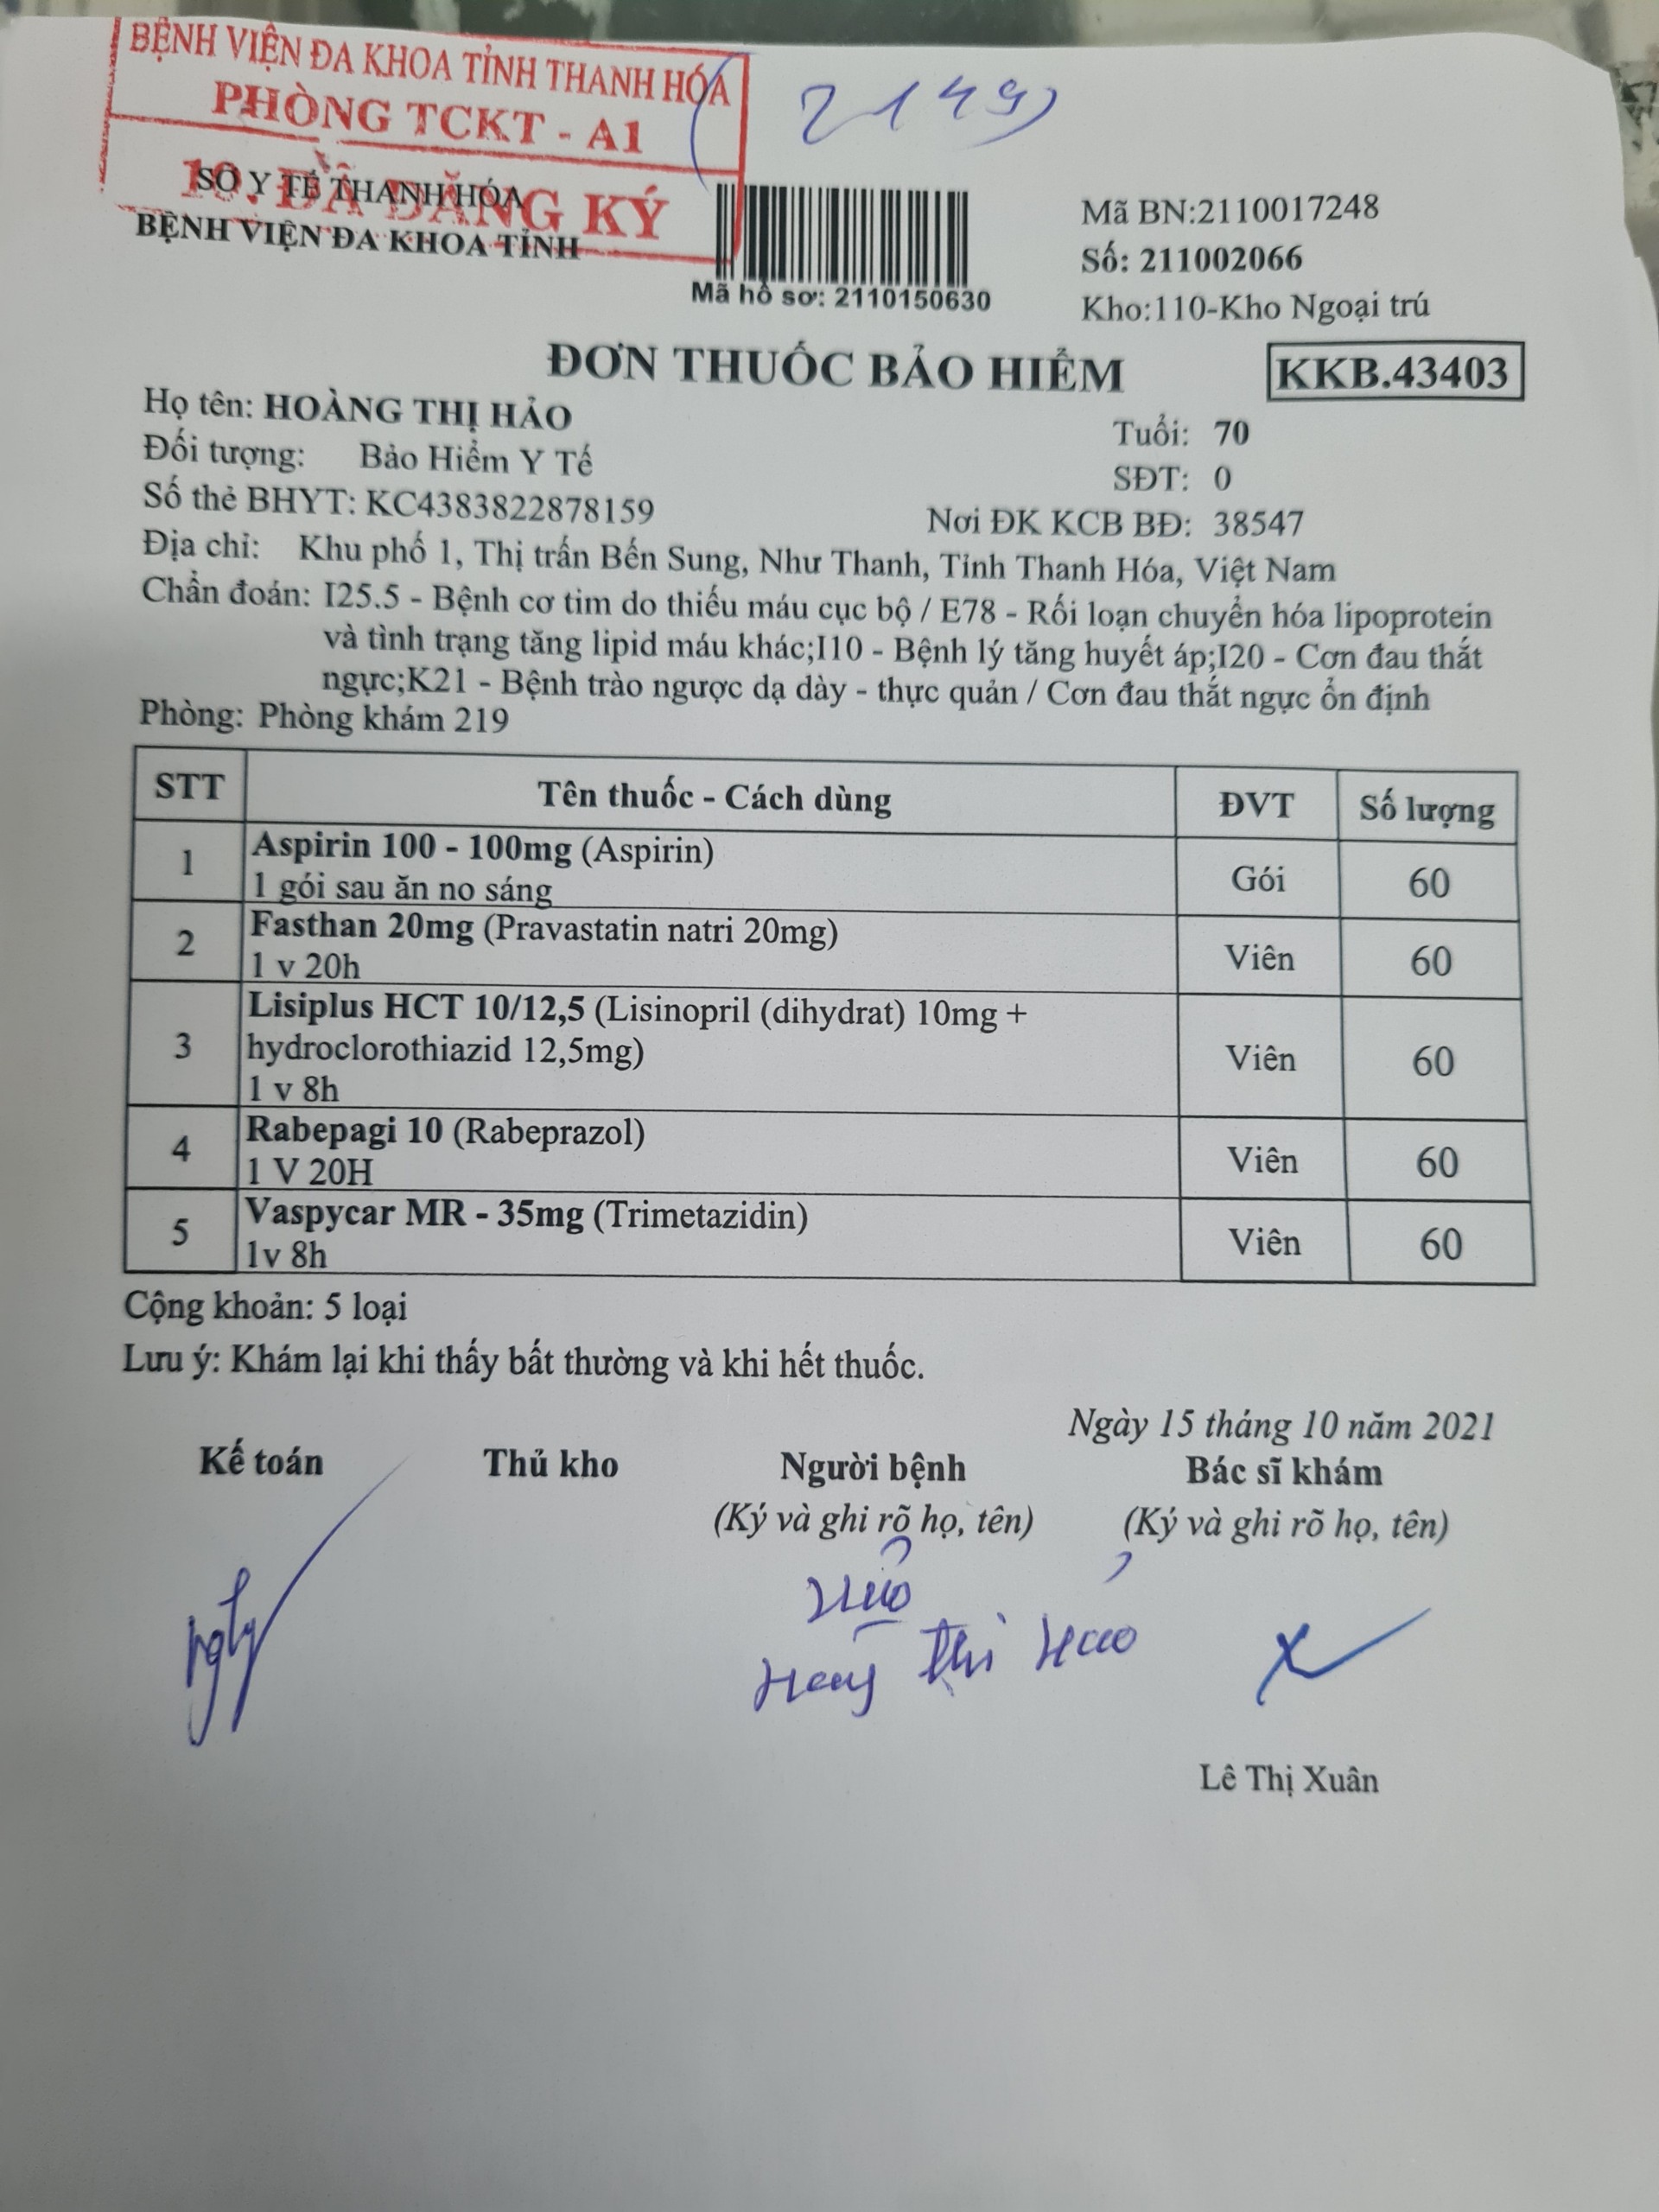 BỆNH VIỆN ĐA KHOA TỈNH THANH HÓA
PHÒNG TCKT - A1
ĐÃ ĐĂNG KÝ
2149
SỞ Y TẾ THANH HÓA
BỆNH VIỆN ĐA KHOA TỈNH
Mã hồ sơ: 2110150630
Mã BN:2110017248
Số: 211002066
Kho:110-Kho Ngoại trú
ĐƠN THUỐC BẢO HIỂM
KKB.43403
Họ tên: HOÀNG THỊ HẢO
Tuổi: 70
Đối tượng: Bảo Hiểm Y Tế
SĐT: 0
Số thẻ BHYT: KC4383822878159
Nơi ĐK KCB BĐ: 38547
Địa chỉ: Khu phố 1, Thị trấn Bến Sung, Như Thanh, Tỉnh Thanh Hóa, Việt Nam
Chẩn đoán: I25.5 - Bệnh cơ tim do thiếu máu cục bộ / E78 - Rối loạn chuyển hóa lipoprotein
và tình trạng tăng lipid máu khác;I10 - Bệnh lý tăng huyết áp;I20 - Cơn đau thắt
ngực;K21 - Bệnh trào ngược dạ dày - thực quản / Cơn đau thắt ngực ổn định
Phòng: Phòng khám 219
STT Tên thuốc - Cách dùng ĐVT Số lượng
1 Aspirin 100 - 100mg (Aspirin) Gói 60
1 gói sau ăn no sáng
2 Fasthan 20mg (Pravastatin natri 20mg) Viên 60
1 v 20h
3 Lisiplus HCT 10/12,5 (Lisinopril (dihydrat) 10mg +
hydroclorothiazid 12,5mg) Viên 60
1 v 8h
4 Rabepagi 10 (Rabeprazol) Viên 60
1 V 20H
5 Vaspycar MR - 35mg (Trimetazidin) Viên 60
1v 8h
Cộng khoản: 5 loại
Lưu ý: Khám lại khi thấy bất thường và khi hết thuốc.
Ngày 15 tháng 10 năm 2021
Kế toán Thủ kho Người bệnh Bác sĩ khám
(Ký và ghi rõ họ, tên) (Ký và ghi rõ họ, tên)
Hảo
Hoàng Thị Hảo
Lê Thị Xuân